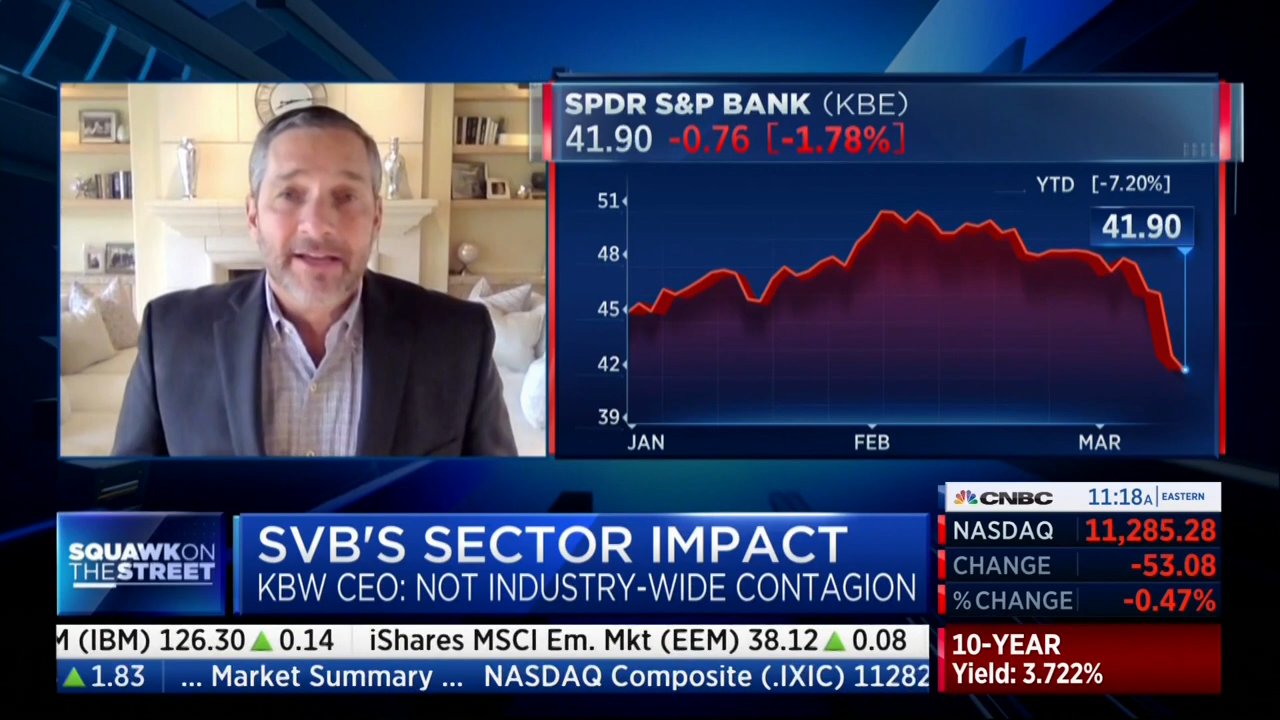 SPDR S&P BANK (KBE)
41.90 -0.76 [-1.78%]
YTD [-7.20%]
41.90
51
48
45
42
39
JAN FEB MAR
SQUAWK ON
THE STREET
SVB'S SECTOR IMPACT
KBW CEO: NOT INDUSTRY-WIDE CONTAGION
CNBC 11:18A EASTERN
NASDAQ 11,285.28
CHANGE -53.08
% CHANGE -0.47%
10-YEAR
Yield: 3.722%
M (IBM) 126.30 ▲ 0.14 iShares MSCI Em. Mkt (EEM) 38.12 ▲ 0.08
▲ 1.83 ... Market Summary ... NASDAQ Composite (.IXIC) 11282